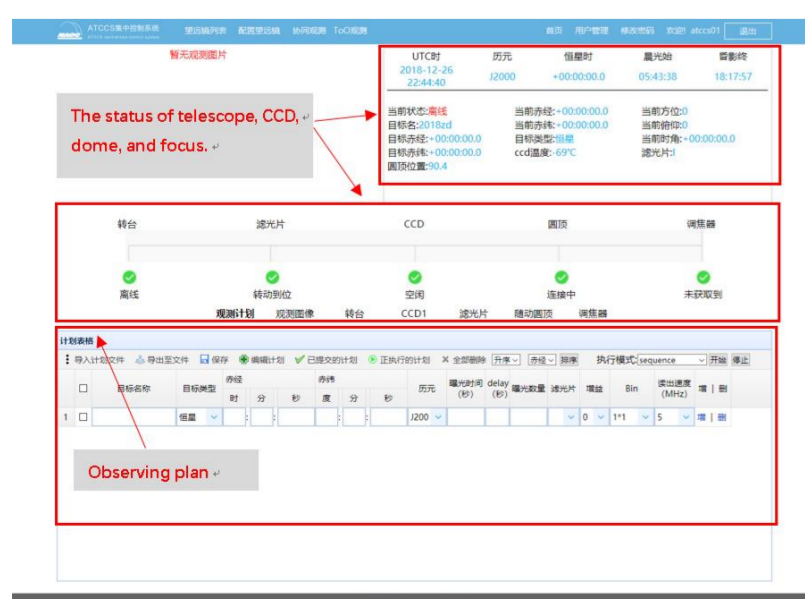 ATCCS集中控制系统 望远镜列表 配置望远镜 协同观测 ToO观测 首页 用户管理 修改密码 欢迎! atccs01 退出
暂无观测图片
UTC时 历元 恒星时 晨光始 昏影终
2018-12-26 22:44:40 J2000 +00:00:00.0 05:43:38 18:17:57
The status of telescope, CCD,
dome, and focus.
当前状态:离线 当前赤经:+00:00:00.0 当前方位:0
目标名:2018zd 当前赤纬:+00:00:00.0 当前俯仰:0
目标赤经:+00:00:00.0 目标类型:恒星 当前时角:+00:00:00.0
目标赤纬:+00:00:00.0 ccd温度:-69℃ 滤光片:I
圆顶位置:90.4
转台 滤光片 CCD 圆顶 调焦器
离线 转动到位 空闲 连接中 未获取到
观测计划 观测图像 转台 CCD1 滤光片 随动圆顶 调焦器
计划表格
导入计划文件 导出至文件 保存 编辑计划 已提交的计划 正执行的计划 全部删除 升序 赤经 排序 执行模式: sequence 开始 停止
目标名称 目标类型 赤经 时 分 秒 赤纬 度 分 秒 历元 曝光时间(秒) delay(秒) 曝光数量 滤光片 增益 Bin 读出速度(MHz) 增 | 删
1 恒星 : : : : J200 0 1*1 5 增 | 删
Observing plan